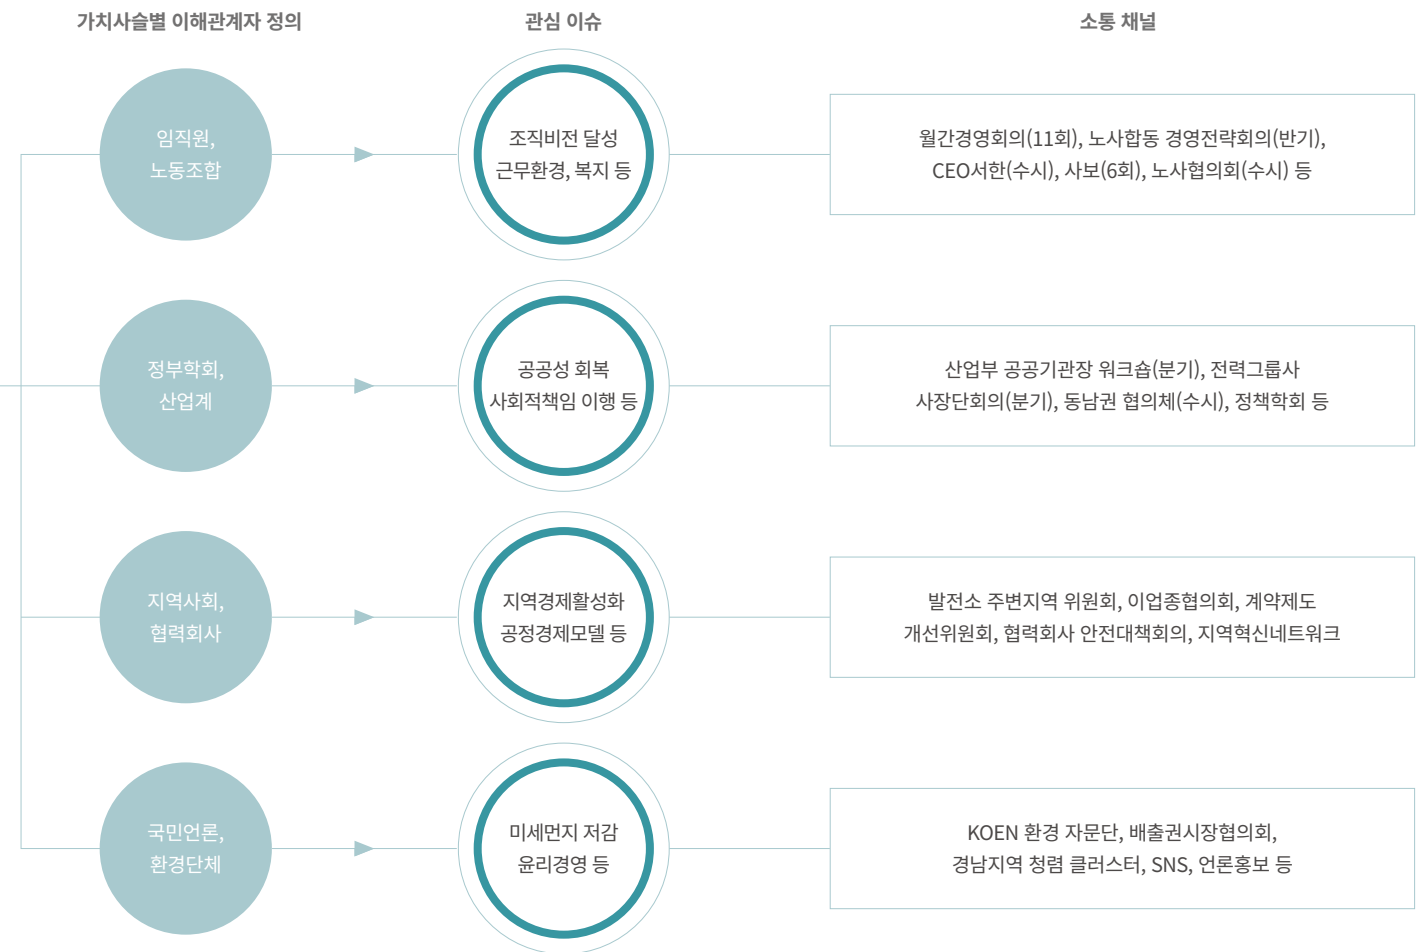 가치사슬별 이해관계자 정의
관심 이슈
소통 채널
임직원,
노동조합
조직비전 달성
근무환경, 복지 등
월간경영회의(11회), 노사합동 경영전략회의(반기),
CEO서한(수시), 사보(6회), 노사협의회(수시) 등
정부학회,
산업계
공공성 회복
사회적책임 이행 등
산업부 공공기관장 워크숍(분기), 전력그룹사
사장단회의(분기), 동남권 협의체(수시), 정책학회 등
지역사회,
협력회사
지역경제활성화
공정경제모델 등
발전소 주변지역 위원회, 이업종협의회, 계약제도
개선위원회, 협력회사 안전대책회의, 지역혁신네트워크
국민언론,
환경단체
미세먼지 저감
윤리경영 등
KOEN 환경 자문단, 배출권시장협의회,
경남지역 청렴 클러스터, SNS, 언론홍보 등